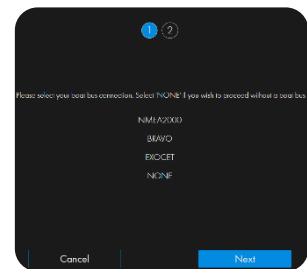 1 2
Please select your boat bus connection. Select 'NONE' if you wish to proceed without a boat bus
NMEA2000
BRAVO
EXOCET
NONE
Cancel Next